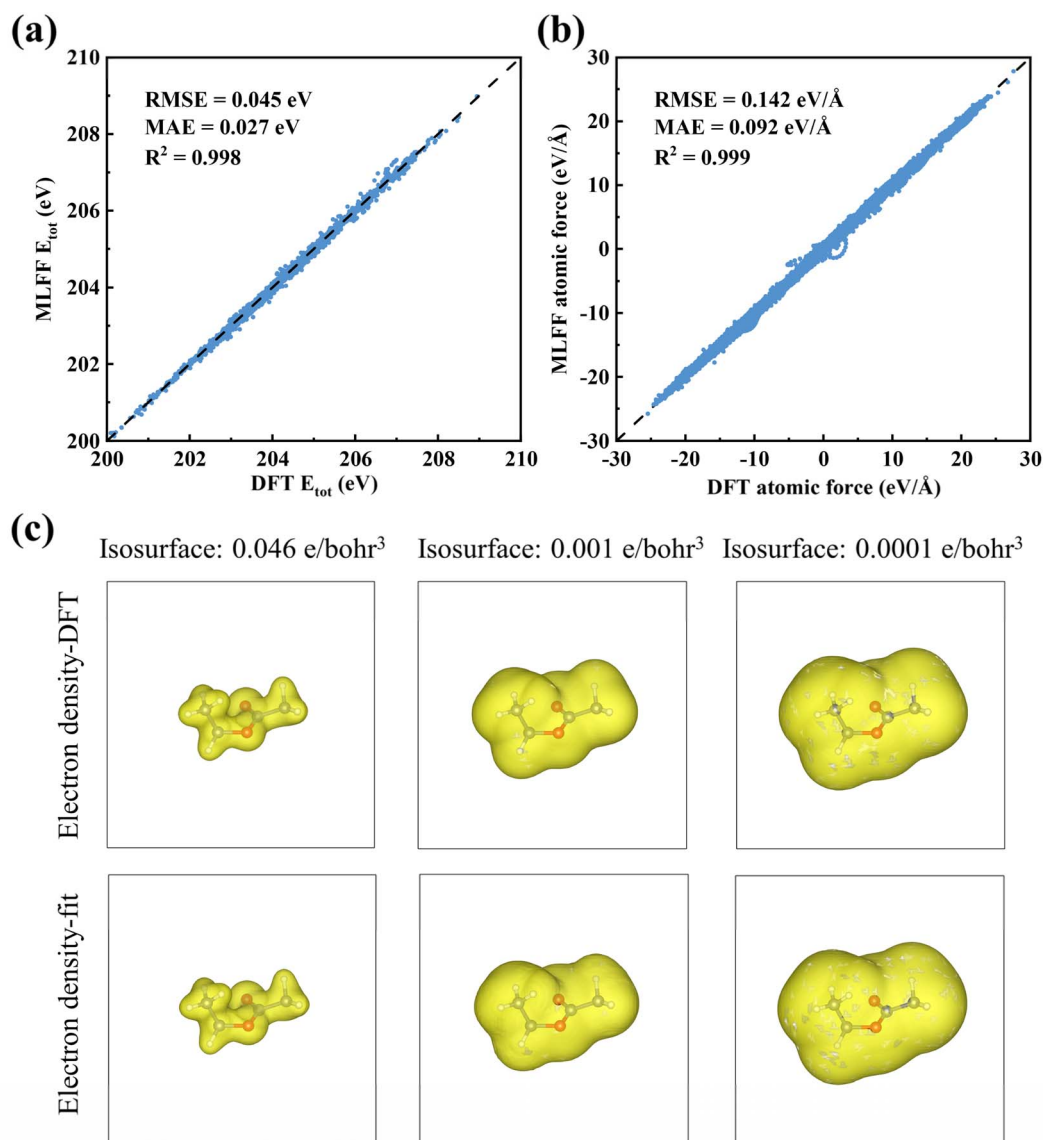 (a)
210
208
206
204
202
200
MLFF E_tot (eV)
RMSE = 0.045 eV
MAE = 0.027 eV
R² = 0.998
200 202 204 206 208 210
DFT E_tot (eV)
(b)
30
20
10
0
-10
-20
-30
MLFF atomic force (eV/Å)
RMSE = 0.142 eV/Å
MAE = 0.092 eV/Å
R² = 0.999
-30 -20 -10 0 10 20 30
DFT atomic force (eV/Å)
(c)
Isosurface: 0.046 e/bohr³
Isosurface: 0.001 e/bohr³
Isosurface: 0.0001 e/bohr³
Electron density-DFT
Electron density-fit